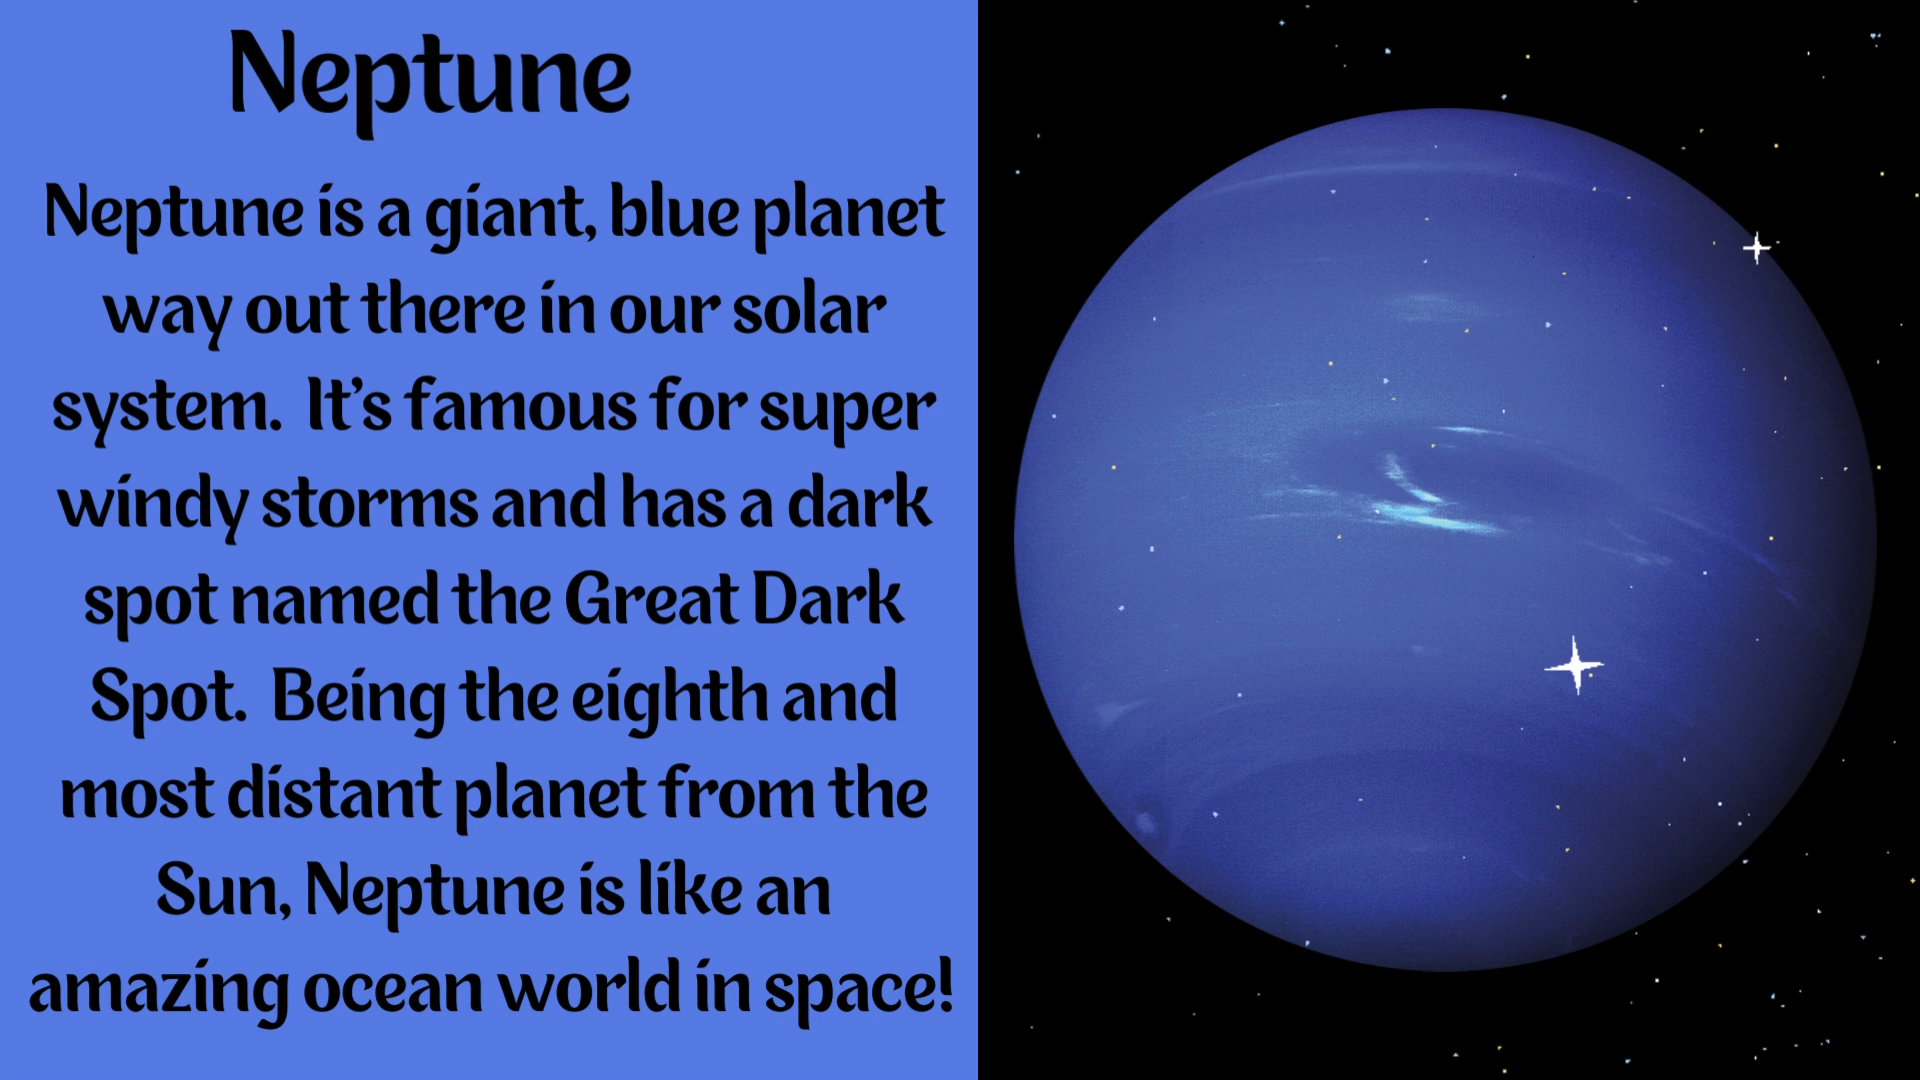 Neptune
Neptune is a giant, blue planet
way out there in our solar
system.  It’s famous for super
windy storms and has a dark
spot named the Great Dark
Spot.  Being the eighth and
most distant planet from the
Sun, Neptune is like an
amazing ocean world in space!